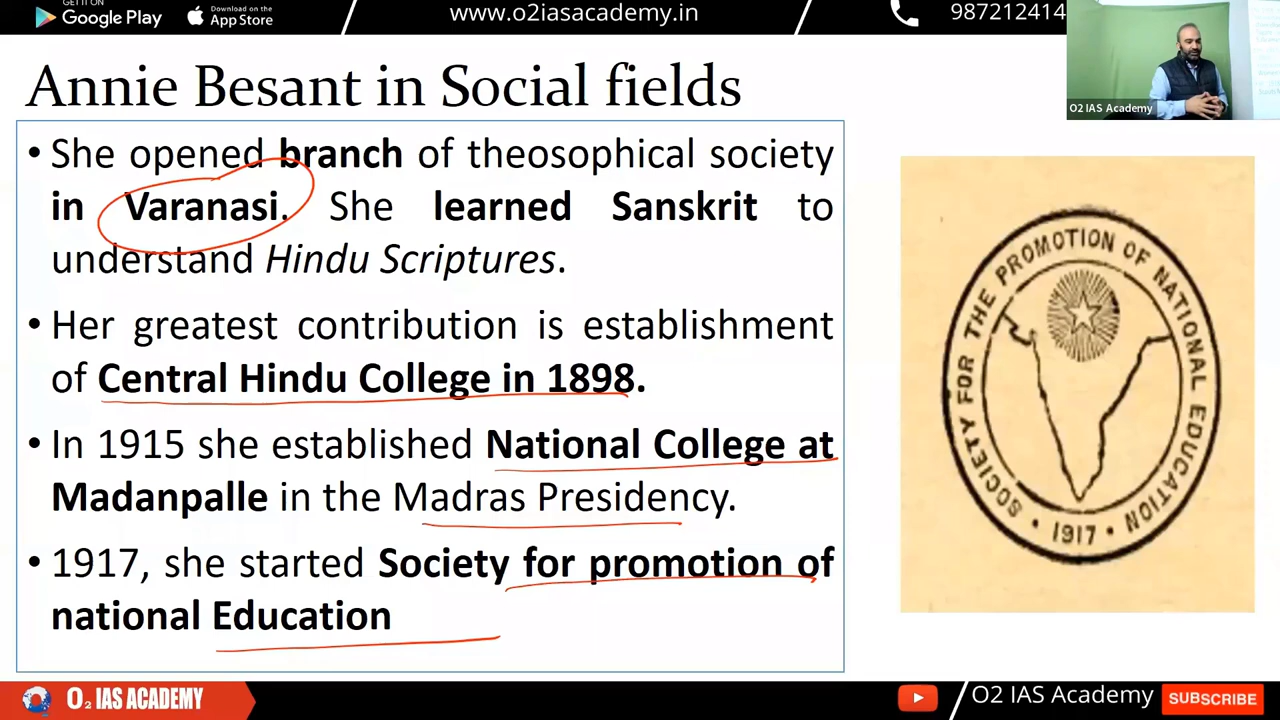 GET IT ON
Google Play
Download on the
App Store
www.o2iasacademy.in
987212414
O2 IAS Academy
Annie Besant in Social fields
• She opened branch of theosophical society
in Varanasi. She learned Sanskrit to
understand Hindu Scriptures.
• Her greatest contribution is establishment
of Central Hindu College in 1898.
• In 1915 she established National College at
Madanpalle in the Madras Presidency.
• 1917, she started Society for promotion of
national Education
SOCIETY FOR THE PROMOTION OF NATIONAL EDUCATION
• 1917 •
O2 IAS ACADEMY
O2 IAS Academy
SUBSCRIBE